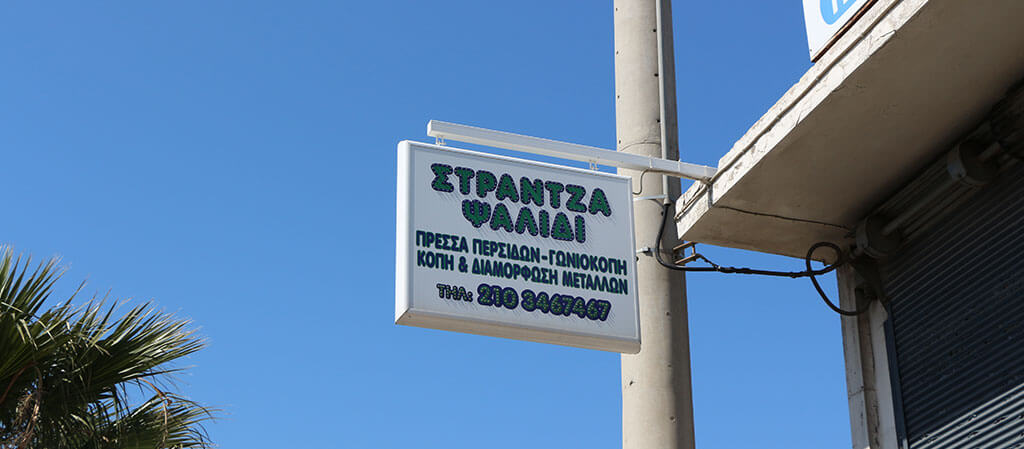 ΣΤΡΑΝΤΖΑ
ΨΑΛΙΔΙ
ΠΡΕΣΣΑ ΠΕΡΣΙΔΩΝ-ΓΩΝΙΟΚΟΠΗ
ΚΟΠΗ & ΔΙΑΜΟΡΦΩΣΗ ΜΕΤΑΛΛΩΝ
ΤΗΛ: 210 3467467